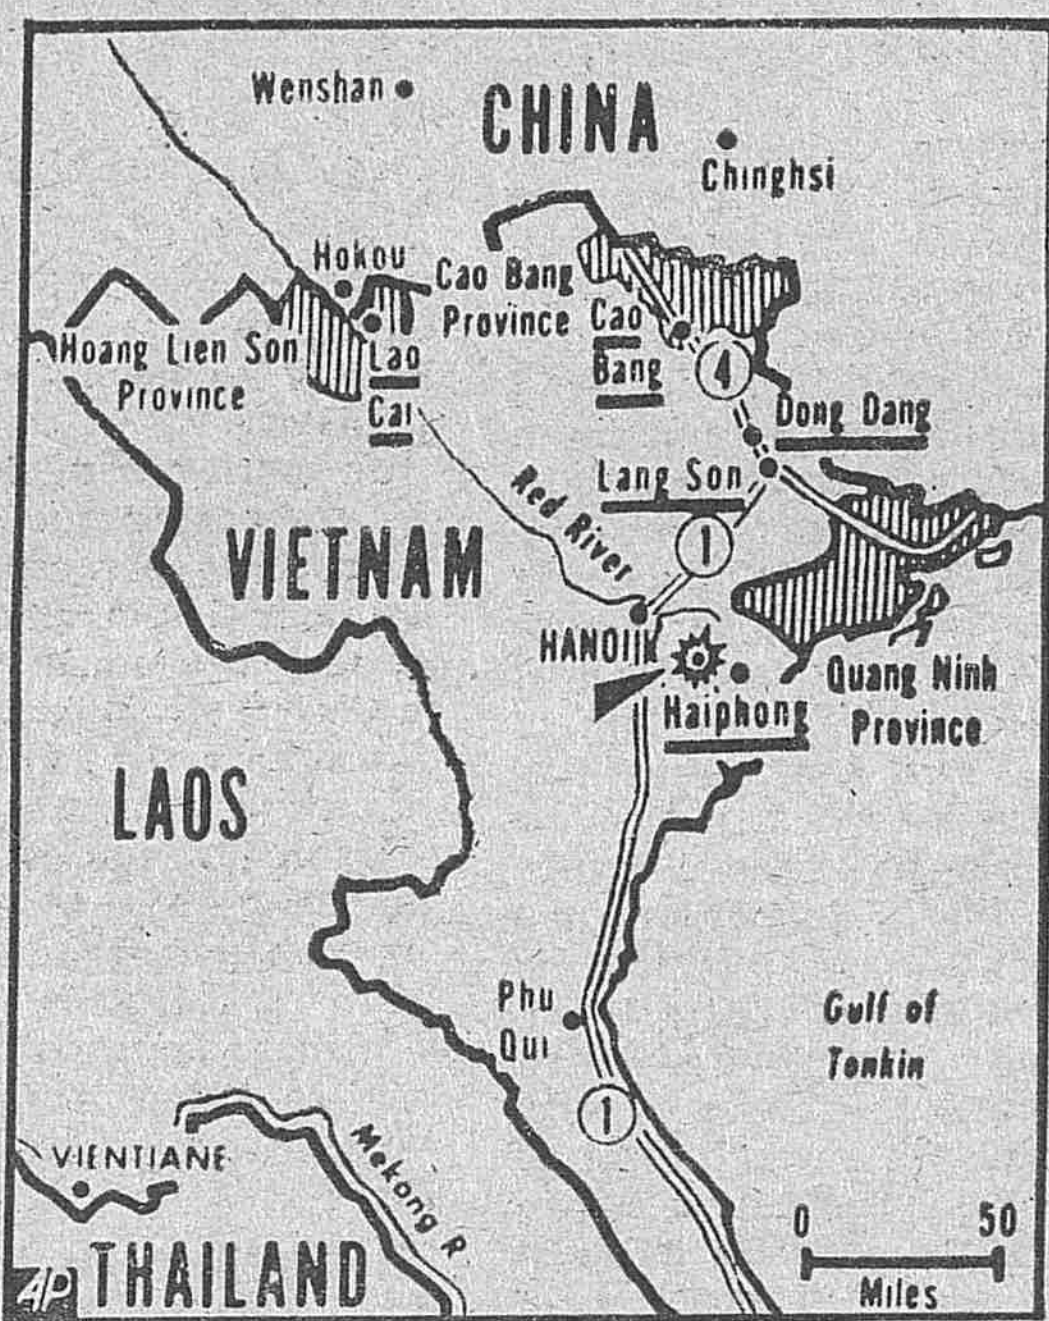 Wenshan
CHINA
Chinghsi
Hokou
Cao Bang
Province
Cao
Bang
Hoang Lien Son
Province
Lao
Cai
4
Dong Dang
Lang Son
Red River
1
VIETNAM
HANOI
Haiphong
Quang Ninh
Province
LAOS
Phu
Qui
Gulf of
Tonkin
1
VIENTIANE
Mekong R
0 50
Miles
AP
THAILAND